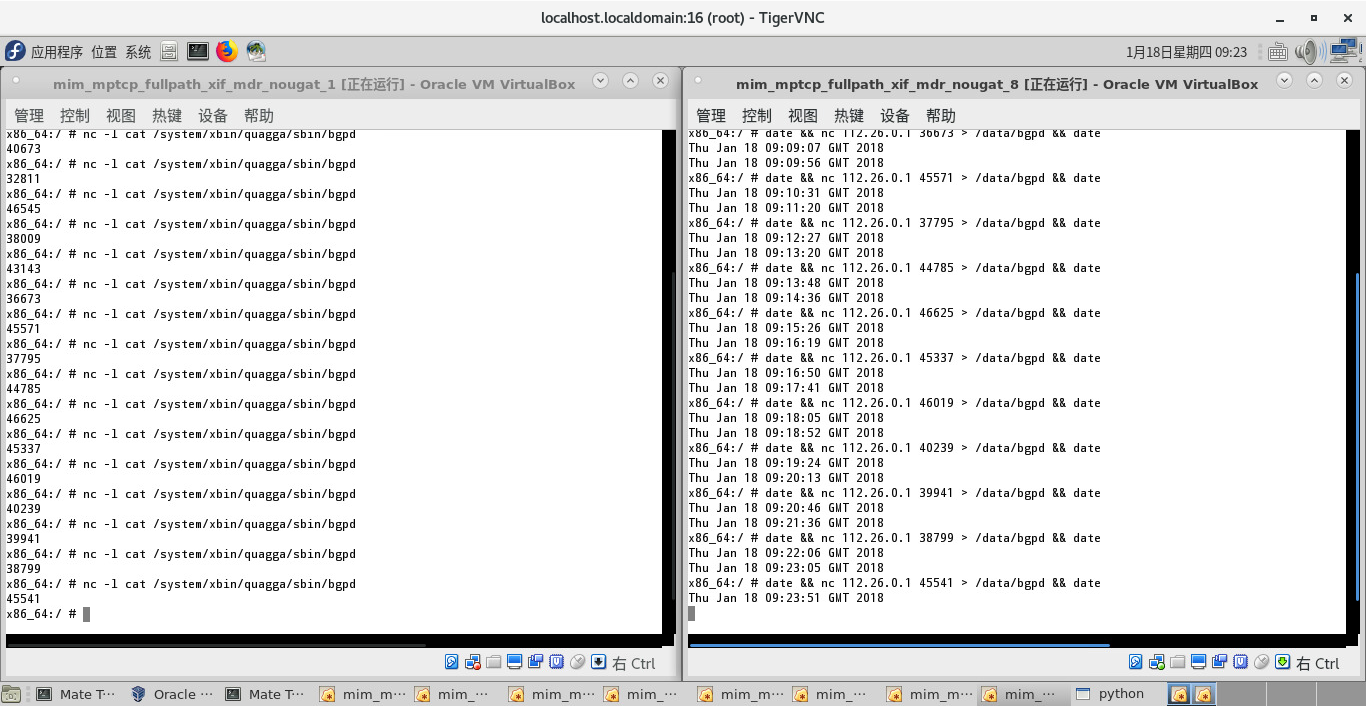 localhost.localdomain:16 (root) - TigerVNC
应用程序 位置 系统
1月18日星期四 09:23
mim_mptcp_fullpath_xif_mdr_nougat_1 [正在运行] - Oracle VM VirtualBox
管理 控制 视图 热键 设备 帮助
x86_64:/ # nc -l cat /system/xbin/quagga/sbin/bgpd
40673
x86_64:/ # nc -l cat /system/xbin/quagga/sbin/bgpd
32811
x86_64:/ # nc -l cat /system/xbin/quagga/sbin/bgpd
46545
x86_64:/ # nc -l cat /system/xbin/quagga/sbin/bgpd
38009
x86_64:/ # nc -l cat /system/xbin/quagga/sbin/bgpd
43143
x86_64:/ # nc -l cat /system/xbin/quagga/sbin/bgpd
36673
x86_64:/ # nc -l cat /system/xbin/quagga/sbin/bgpd
45571
x86_64:/ # nc -l cat /system/xbin/quagga/sbin/bgpd
37795
x86_64:/ # nc -l cat /system/xbin/quagga/sbin/bgpd
44785
x86_64:/ # nc -l cat /system/xbin/quagga/sbin/bgpd
46625
x86_64:/ # nc -l cat /system/xbin/quagga/sbin/bgpd
45337
x86_64:/ # nc -l cat /system/xbin/quagga/sbin/bgpd
46019
x86_64:/ # nc -l cat /system/xbin/quagga/sbin/bgpd
40239
x86_64:/ # nc -l cat /system/xbin/quagga/sbin/bgpd
39941
x86_64:/ # nc -l cat /system/xbin/quagga/sbin/bgpd
38799
x86_64:/ # nc -l cat /system/xbin/quagga/sbin/bgpd
45541
x86_64:/ #
右 Ctrl
mim_mptcp_fullpath_xif_mdr_nougat_8 [正在运行] - Oracle VM VirtualBox
管理 控制 视图 热键 设备 帮助
x86_64:/ # date && nc 112.26.0.1 36673 > /data/bgpd && date
Thu Jan 18 09:09:07 GMT 2018
Thu Jan 18 09:09:56 GMT 2018
x86_64:/ # date && nc 112.26.0.1 45571 > /data/bgpd && date
Thu Jan 18 09:10:31 GMT 2018
Thu Jan 18 09:11:20 GMT 2018
x86_64:/ # date && nc 112.26.0.1 37795 > /data/bgpd && date
Thu Jan 18 09:12:27 GMT 2018
Thu Jan 18 09:13:20 GMT 2018
x86_64:/ # date && nc 112.26.0.1 44785 > /data/bgpd && date
Thu Jan 18 09:13:48 GMT 2018
Thu Jan 18 09:14:36 GMT 2018
x86_64:/ # date && nc 112.26.0.1 46625 > /data/bgpd && date
Thu Jan 18 09:15:26 GMT 2018
Thu Jan 18 09:16:19 GMT 2018
x86_64:/ # date && nc 112.26.0.1 45337 > /data/bgpd && date
Thu Jan 18 09:16:50 GMT 2018
Thu Jan 18 09:17:41 GMT 2018
x86_64:/ # date && nc 112.26.0.1 46019 > /data/bgpd && date
Thu Jan 18 09:18:05 GMT 2018
Thu Jan 18 09:18:52 GMT 2018
x86_64:/ # date && nc 112.26.0.1 40239 > /data/bgpd && date
Thu Jan 18 09:19:24 GMT 2018
Thu Jan 18 09:20:13 GMT 2018
x86_64:/ # date && nc 112.26.0.1 39941 > /data/bgpd && date
Thu Jan 18 09:20:46 GMT 2018
Thu Jan 18 09:21:36 GMT 2018
x86_64:/ # date && nc 112.26.0.1 38799 > /data/bgpd && date
Thu Jan 18 09:22:06 GMT 2018
Thu Jan 18 09:23:05 GMT 2018
x86_64:/ # date && nc 112.26.0.1 45541 > /data/bgpd && date
Thu Jan 18 09:23:51 GMT 2018
右 Ctrl
Mate T··· Oracle ··· Mate T··· mim_m··· mim_··· mim_m··· mim_··· mim_m··· mim_··· mim_m··· mim_··· python